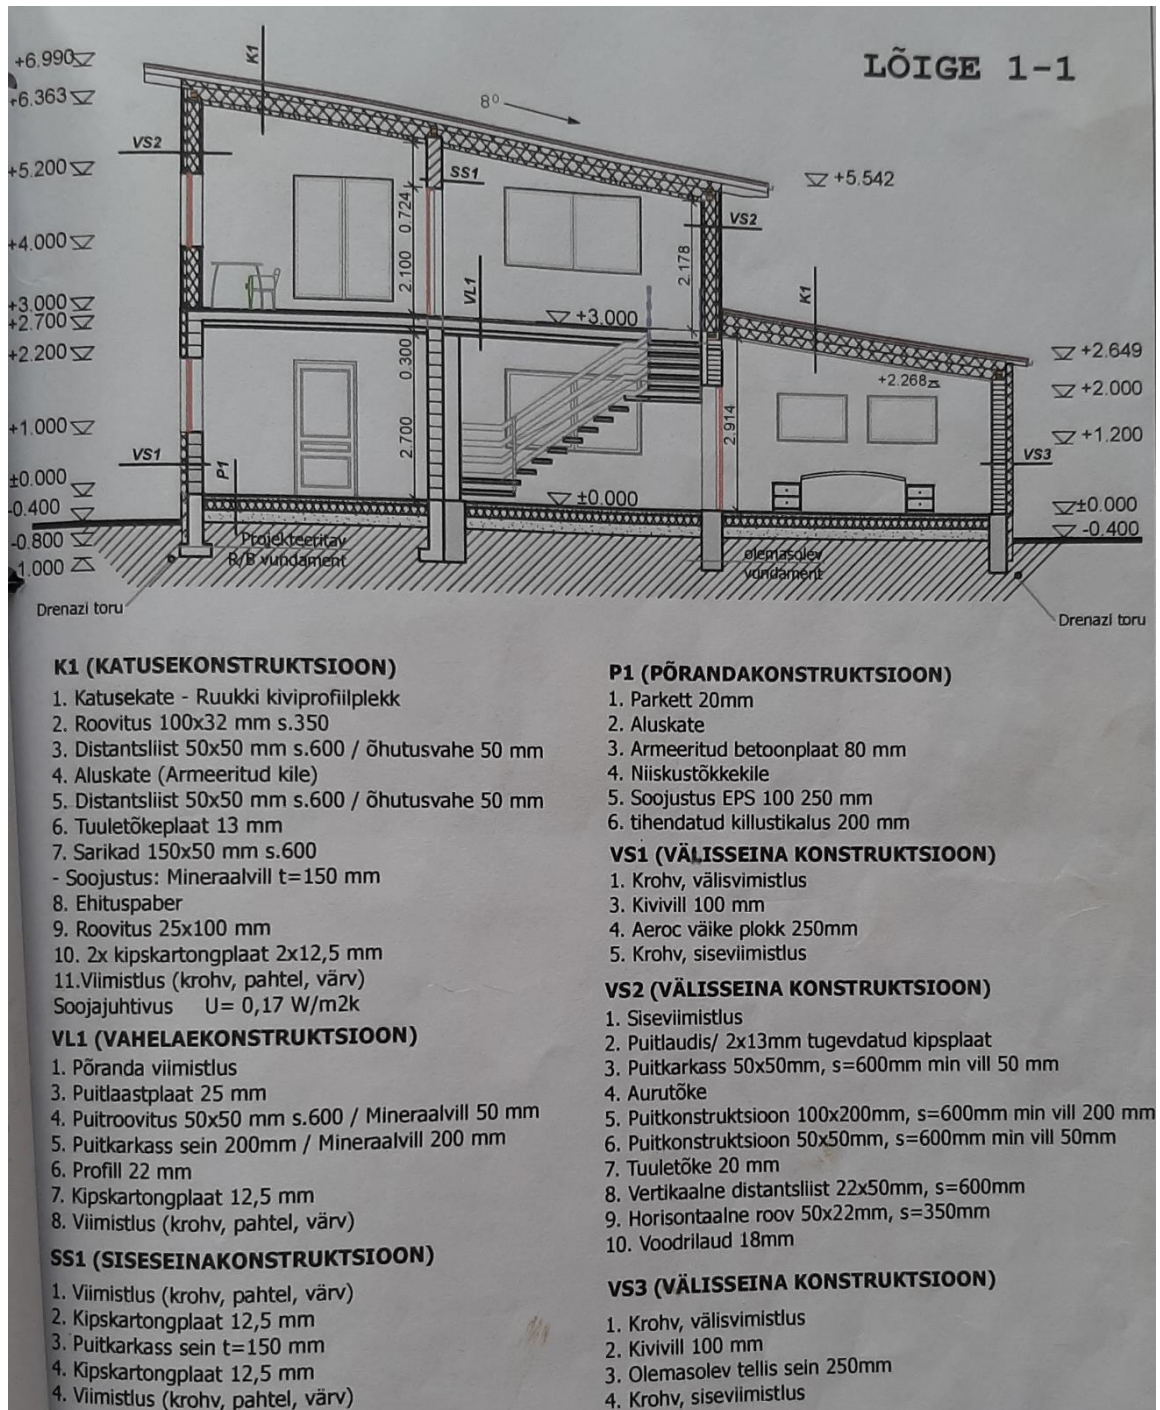 LÕIGE 1-1
+6.990
+6.363
+5.200
+4.000
+3.000
+2.700
+2.200
+1.000
±0.000
-0.400
-0.800
1.000
K1
8°
VS2
SS1
+5.542
VS2
0.724
2.100
VL1
2.178
K1
+3.000
0.300
2.700
2.914
+2.649
+2.268
+2.000
+1.200
VS1
P1
VS3
±0.000
±0.000
-0.400
Projekteeritav
R/B vundament
olemasolev
vundament
Drenazi toru
Drenazi toru
K1 (KATUSEKONSTRUKTSIOON)
1. Katusekate - Ruukki kiviprofiilplekk
2. Roovitus 100x32 mm s.350
3. Distantsliist 50x50 mm s.600 / õhutusvahe 50 mm
4. Aluskate (Armeeritud kile)
5. Distantsliist 50x50 mm s.600 / õhutusvahe 50 mm
6. Tuuletõkeplaat 13 mm
7. Sarikad 150x50 mm s.600
- Soojustus: Mineraalvill t=150 mm
8. Ehituspaber
9. Roovitus 25x100 mm
10. 2x kipskartongplaat 2x12,5 mm
11.Viimistlus (krohv, pahtel, värv)
Soojajuhtivus U= 0,17 W/m2k
VL1 (VAHELAEKONSTRUKTSIOON)
1. Põranda viimistlus
3. Puitlaastplaat 25 mm
4. Puitroovitus 50x50 mm s.600 / Mineraalvill 50 mm
5. Puitkarkass sein 200mm / Mineraalvill 200 mm
6. Profill 22 mm
7. Kipskartongplaat 12,5 mm
8. Viimistlus (krohv, pahtel, värv)
SS1 (SISESEINAKONSTRUKTSIOON)
1. Viimistlus (krohv, pahtel, värv)
2. Kipskartongplaat 12,5 mm
3. Puitkarkass sein t=150 mm
4. Kipskartongplaat 12,5 mm
4. Viimistlus (krohv, pahtel, värv)
P1 (PÕRANDAKONSTRUKTSIOON)
1. Parkett 20mm
2. Aluskate
3. Armeeritud betoonplaat 80 mm
4. Niiskustõkkekile
5. Soojustus EPS 100 250 mm
6. tihendatud killustikalus 200 mm
VS1 (VÄLISSEINA KONSTRUKTSIOON)
1. Krohv, välisvimistlus
3. Kivivill 100 mm
4. Aeroc väike plokk 250mm
5. Krohv, siseviimistlus
VS2 (VÄLISSEINA KONSTRUKTSIOON)
1. Siseviimistlus
2. Puitlaudis/ 2x13mm tugevdatud kipsplaat
3. Puitkarkass 50x50mm, s=600mm min vill 50 mm
4. Aurutõke
5. Puitkonstruktsioon 100x200mm, s=600mm min vill 200 mm
6. Puitkonstruktsioon 50x50mm, s=600mm min vill 50mm
7. Tuuletõke 20 mm
8. Vertikaalne distantsliist 22x50mm, s=600mm
9. Horisontaalne roov 50x22mm, s=350mm
10. Voodrilaud 18mm
VS3 (VÄLISSEINA KONSTRUKTSIOON)
1. Krohv, välisvimistlus
2. Kivivill 100 mm
3. Olemasolev tellis sein 250mm
4. Krohv, siseviimistlus